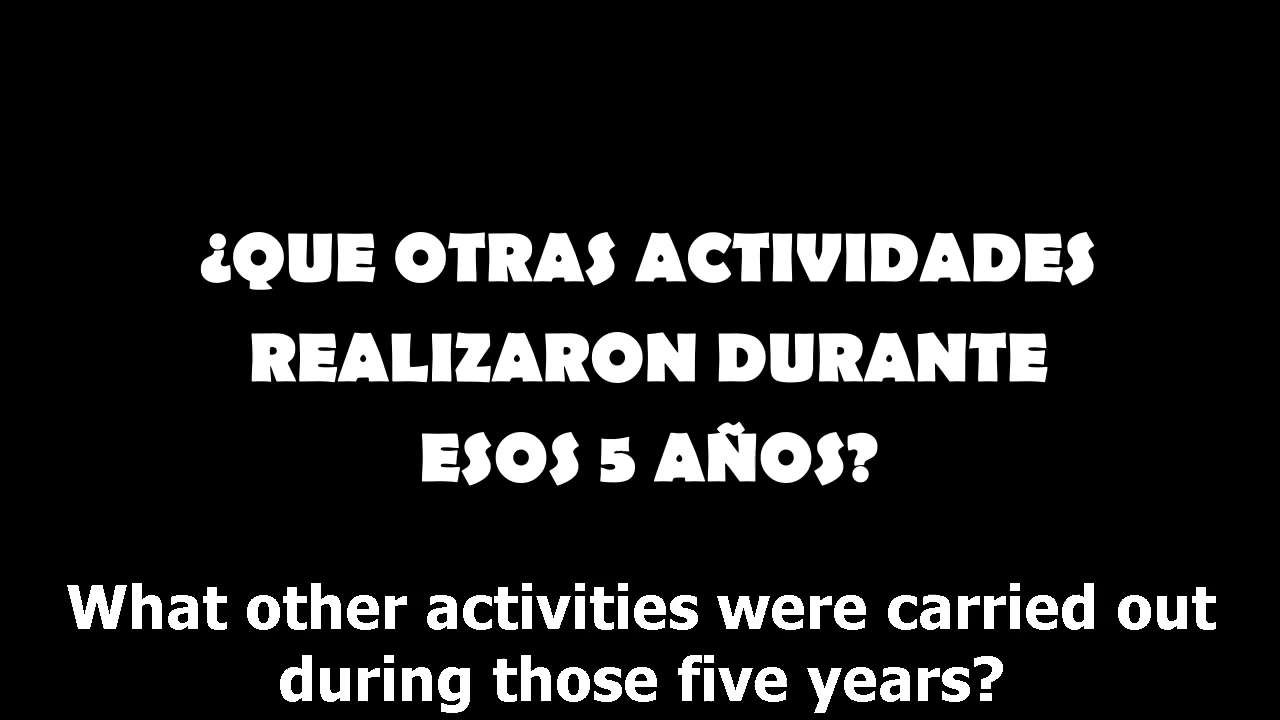 ¿QUE OTRAS ACTIVIDADES
REALIZARON DURANTE
ESOS 5 AÑOS?
What other activities were carried out
during those five years?